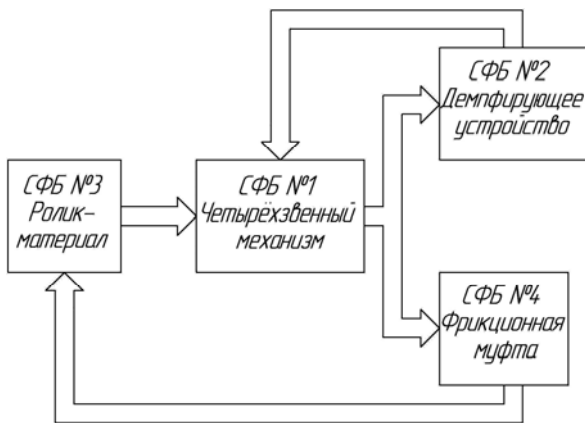 СФБ №2
Демпфирующее
устройство
СФБ №3
Ролик-
материал
СФБ №1
Четырёхзвенный
механизм
СФБ №4
Фрикционная
муфта